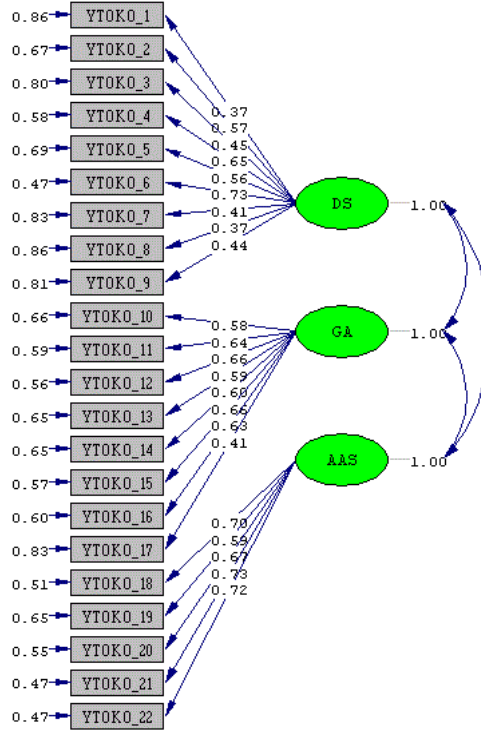 0.86 YTOKO_1
0.67 YTOKO_2
0.80 YTOKO_3
0.58 YTOKO_4
0.69 YTOKO_5
0.47 YTOKO_6
0.83 YTOKO_7
0.86 YTOKO_8
0.81 YTOKO_9
0.66 YTOKO_10
0.59 YTOKO_11
0.56 YTOKO_12
0.65 YTOKO_13
0.65 YTOKO_14
0.57 YTOKO_15
0.60 YTOKO_16
0.83 YTOKO_17
0.51 YTOKO_18
0.65 YTOKO_19
0.55 YTOKO_20
0.47 YTOKO_21
0.47 YTOKO_22
0.37
0.57
0.45
0.65
0.56
0.73
0.41
0.37
0.44
0.58
0.64
0.66
0.59
0.60
0.66
0.63
0.41
0.70
0.59
0.67
0.73
0.72
DS 1.00
GA 1.00
AAS 1.00